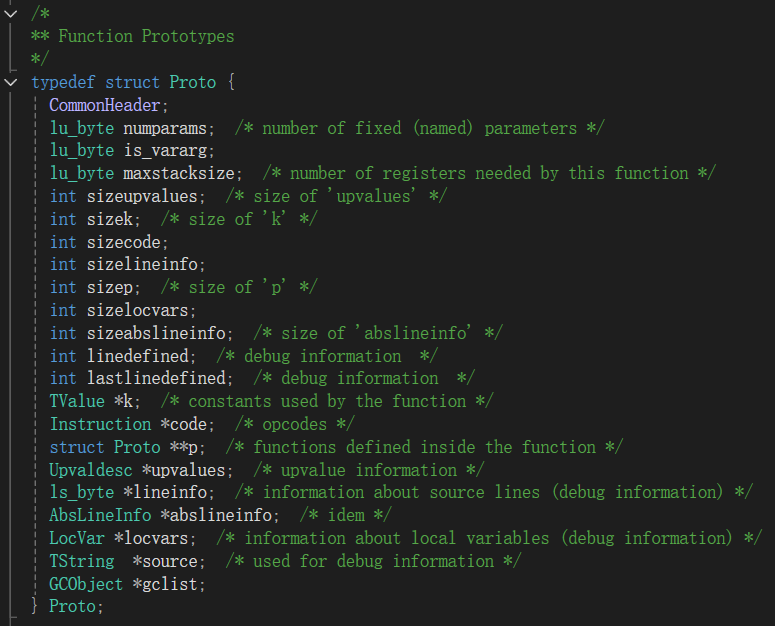 /*
** Function Prototypes
*/
typedef struct Proto {
CommonHeader;
lu_byte numparams;  /* number of fixed (named) parameters */
lu_byte is_vararg;
lu_byte maxstacksize;  /* number of registers needed by this function */
int sizeupvalues;  /* size of 'upvalues' */
int sizek;  /* size of 'k' */
int sizecode;
int sizelineinfo;
int sizep;  /* size of 'p' */
int sizelocvars;
int sizeabslineinfo;  /* size of 'abslineinfo' */
int linedefined;  /* debug information  */
int lastlinedefined;  /* debug information  */
TValue *k;  /* constants used by the function */
Instruction *code;  /* opcodes */
struct Proto **p;  /* functions defined inside the function */
Upvaldesc *upvalues;  /* upvalue information */
ls_byte *lineinfo;  /* information about source lines (debug information) */
AbsLineInfo *abslineinfo;  /* idem */
LocVar *locvars;  /* information about local variables (debug information) */
TString  *source;  /* used for debug information */
GCObject *gclist;
} Proto;